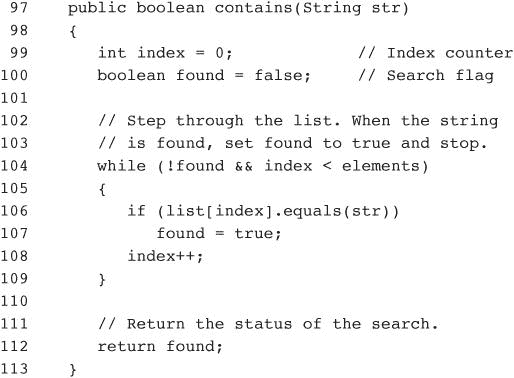 97 public boolean contains(String str)
98 {
99 int index = 0; // Index counter
100 boolean found = false; // Search flag
101
102 // Step through the list. When the string
103 // is found, set found to true and stop.
104 while (!found && index < elements)
105 {
106 if (list[index].equals(str))
107 found = true;
108 index++;
109 }
110
111 // Return the status of the search.
112 return found;
113 }